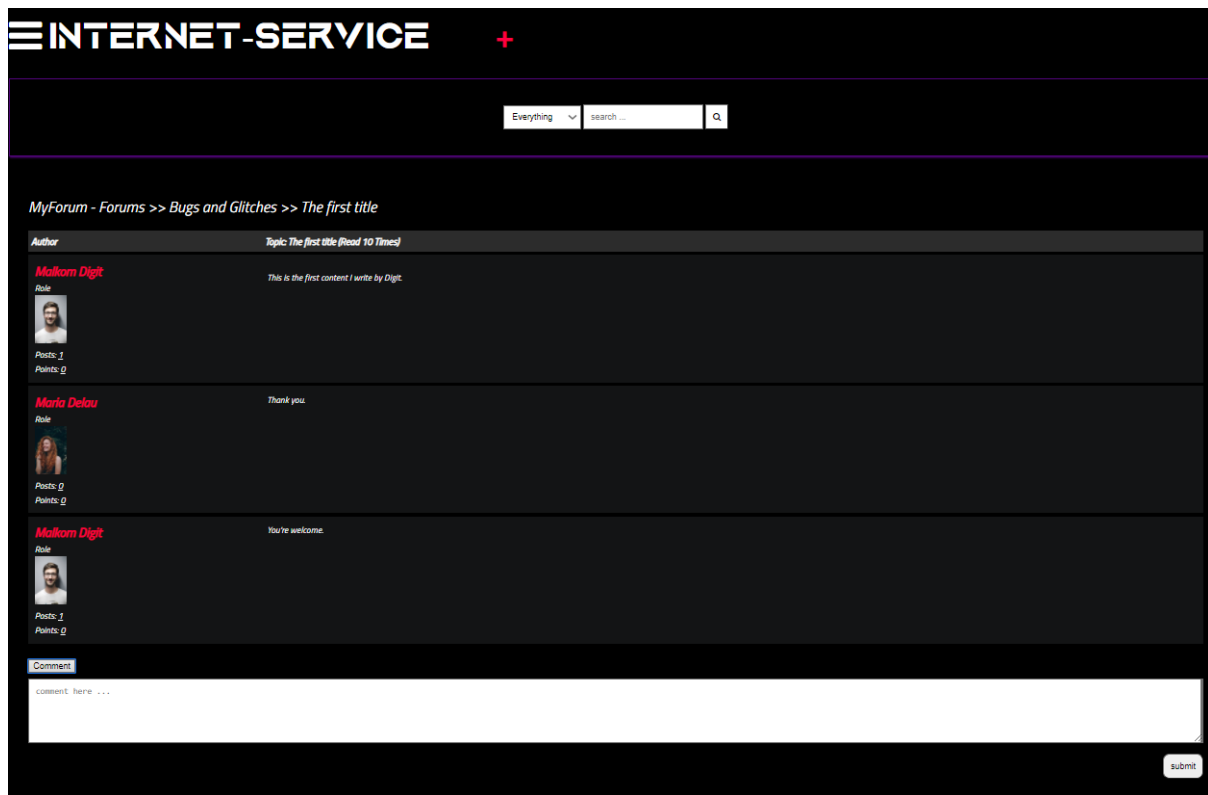 INTERNET-SERVICE +
Everything search ...
MyForum - Forums >> Bugs and Glitches >> The first title
Author Topic: The first title (Read 10 Times)
Malkom Digit
Role
This is the first content I write by Digit.
Posts: 1
Points: 0
Maria Delau
Role
Thank you.
Posts: 0
Points: 0
Malkom Digit
Role
You're welcome.
Posts: 1
Points: 0
Comment
comment here ...
submit